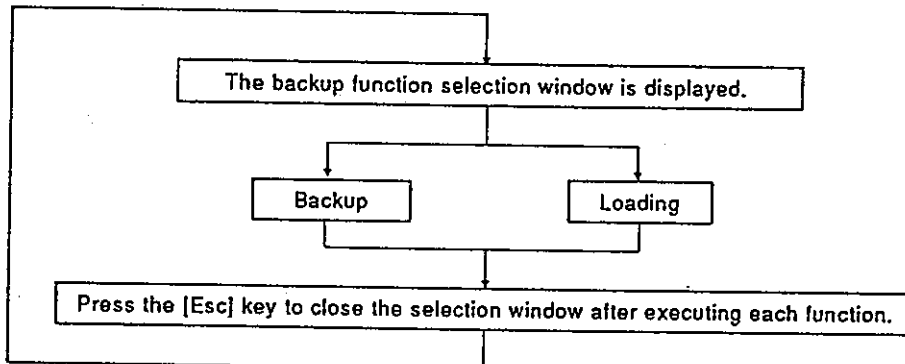 The backup function selection window is displayed.
Backup
Loading
Press the [Esc] key to close the selection window after executing each function.